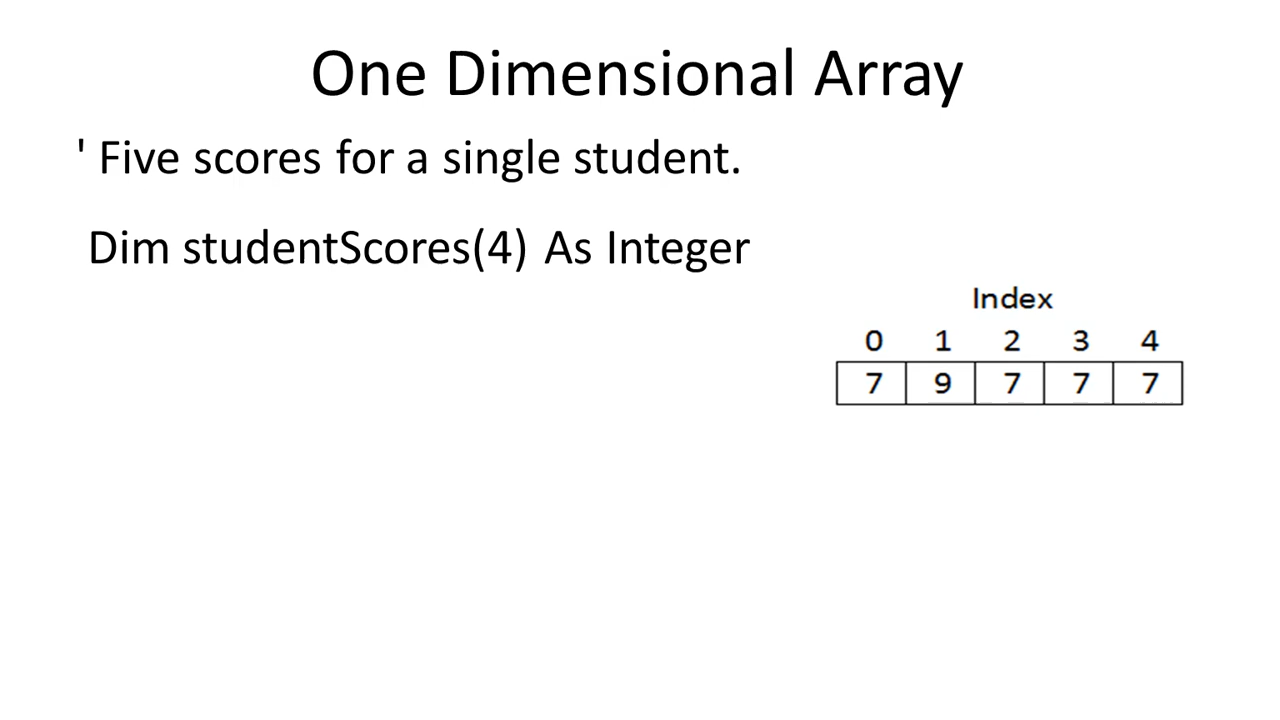 One Dimensional Array
' Five scores for a single student.
Dim studentScores(4) As Integer
Index
0 1 2 3 4
7 9 7 7 7